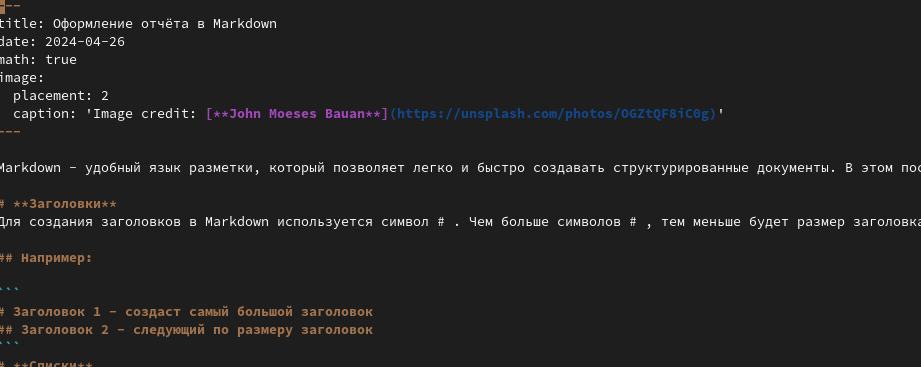 ---
title: Оформление отчёта в Markdown
date: 2024-04-26
math: true
image:
  placement: 2
  caption: 'Image credit: [**John Moeses Bauan**](https://unsplash.com/photos/OGZtQF8iC0g)'
---
Markdown - удобный язык разметки, который позволяет легко и быстро создавать структурированные документы. В этом пос
# **Заголовки**
Для создания заголовков в Markdown используется символ # . Чем больше символов # , тем меньше будет размер заголовка
## Например:
```
# Заголовок 1 - создаст самый большой заголовок
## Заголовок 2 - следующий по размеру заголовок
```
# **Списки**